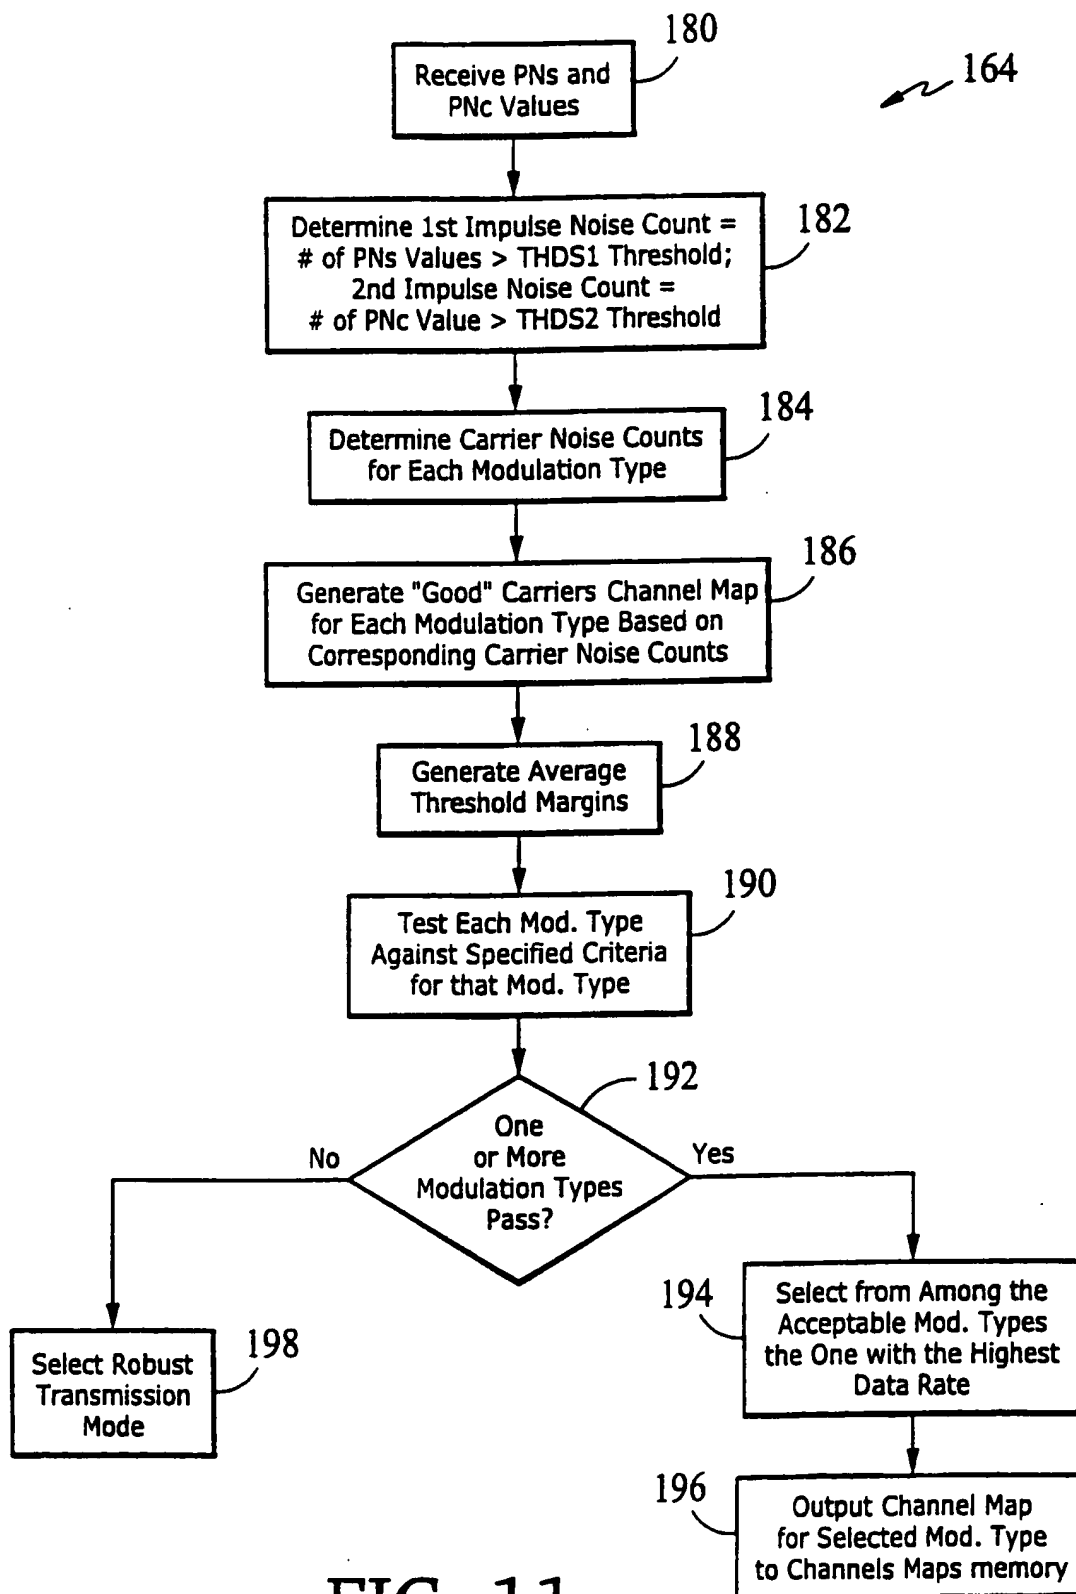 180
Receive PNs and
PNc Values
164
182
Determine 1st Impulse Noise Count =
# of PNs Values > THDS1 Threshold;
2nd Impulse Noise Count =
# of PNc Value > THDS2 Threshold
184
Determine Carrier Noise Counts
for Each Modulation Type
186
Generate "Good" Carriers Channel Map
for Each Modulation Type Based on
Corresponding Carrier Noise Counts
188
Generate Average
Threshold Margins
190
Test Each Mod. Type
Against Specified Criteria
for that Mod. Type
192
One
or More
Modulation Types
Pass?
No
Yes
194
Select from Among the
Acceptable Mod. Types
the One with the Highest
Data Rate
198
Select Robust
Transmission
Mode
196
Output Channel Map
for Selected Mod. Type
to Channels Maps memory
FIG. 11